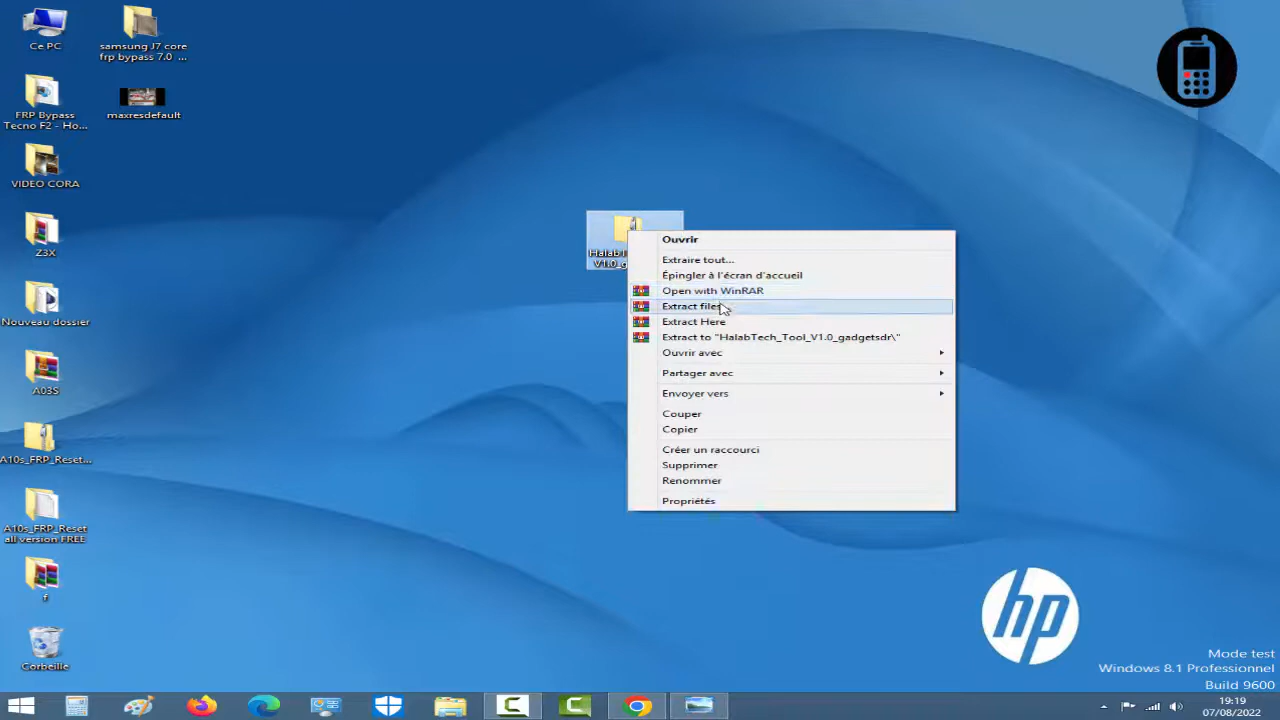 Ce PC
samsung J7 core
frp bypass 7.0 ...
FRP Bypass
Tecno F2 - Ho...
maxresdefault
VIDEO CORA
Z3X
Nouveau dossier
A03S
A10s_FRP_Reset...
A10s_FRP_Reset
all version FREE
f
Corbeille
Ouvrir
Extraire tout...
Épingler à l'écran d'accueil
Open with WinRAR
Extract files
Extract Here
Extract to "HalabTech_Tool_V1.0_gadgetsdr\"
Ouvrir avec
Partager avec
Envoyer vers
Couper
Copier
Créer un raccourci
Supprimer
Renommer
Propriétés
hp
Mode test
Windows 8.1 Professionnel
Build 9600
19:19
07/08/2022